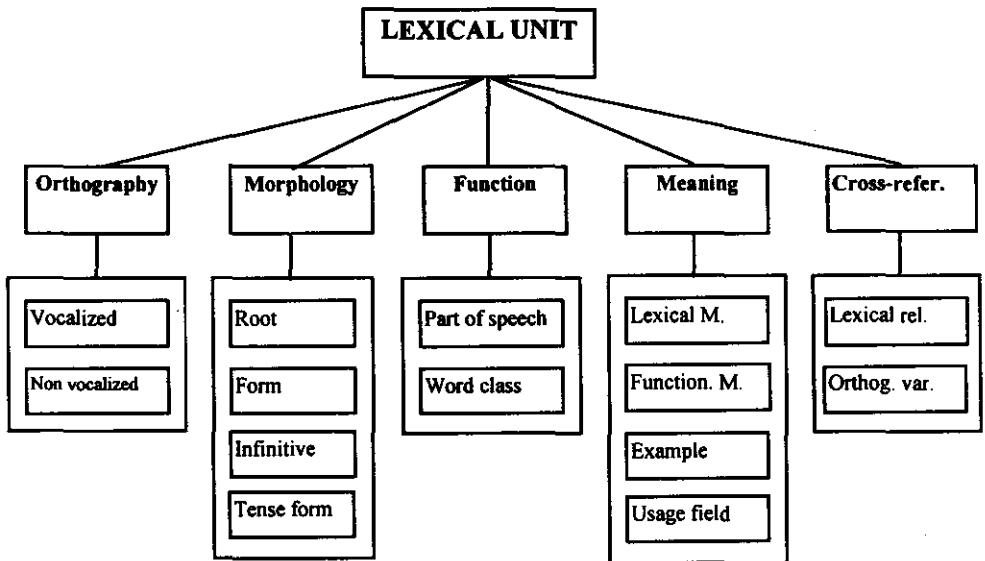 LEXICAL UNIT
Orthography
Morphology
Function
Meaning
Cross-refer.
Vocalized
Non vocalized
Root
Form
Infinitive
Tense form
Part of speech
Word class
Lexical M.
Function. M.
Example
Usage field
Lexical rel.
Orthog. var.